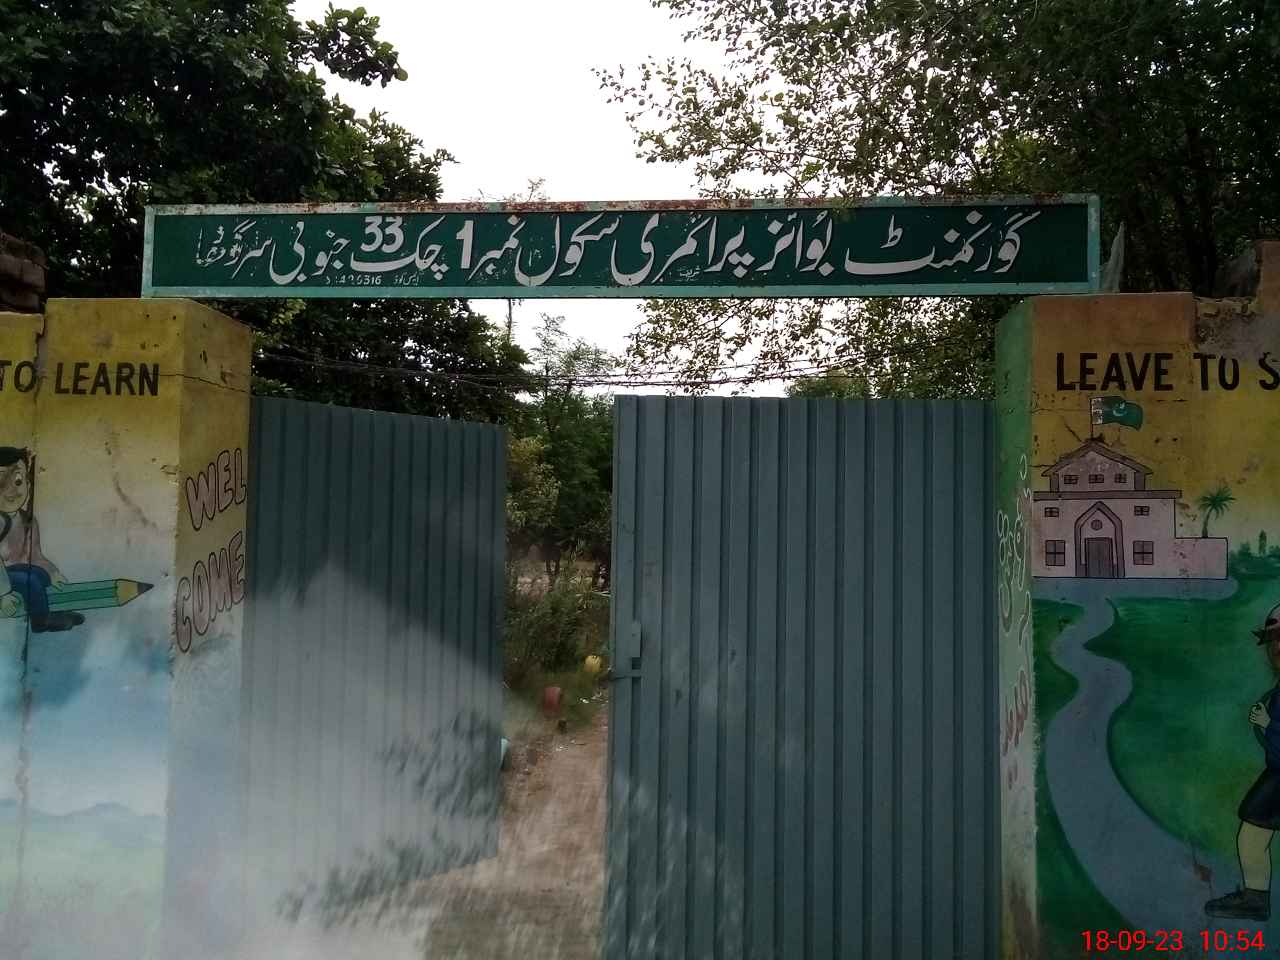 گورنمنٹ بوائز پرائمری سکول نمبر 1 چک 33 جنوبی سرگودھا
TO LEARN
LEAVE TO S
WEL
COME
18-09-23 10:54